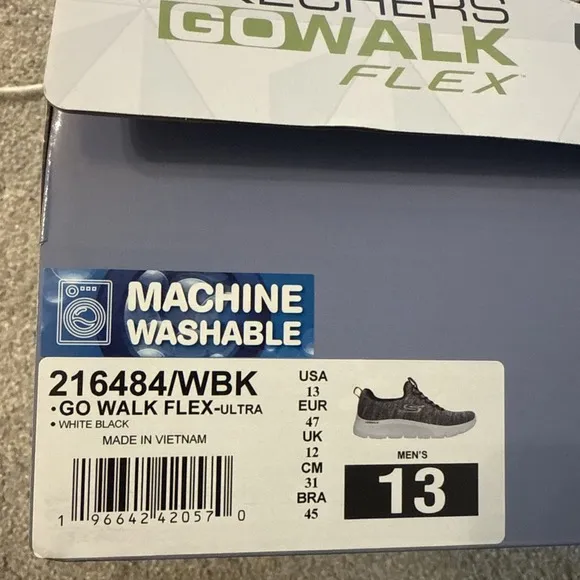 SKECHERS
GOWALK
FLEX™
MACHINE
WASHABLE
216484/WBK
•GO WALK FLEX-ULTRA
• WHITE BLACK
MADE IN VIETNAM
1 96642 42057 0
USA
13
EUR
47
UK
12
CM
31
BRA
45
MEN'S
13